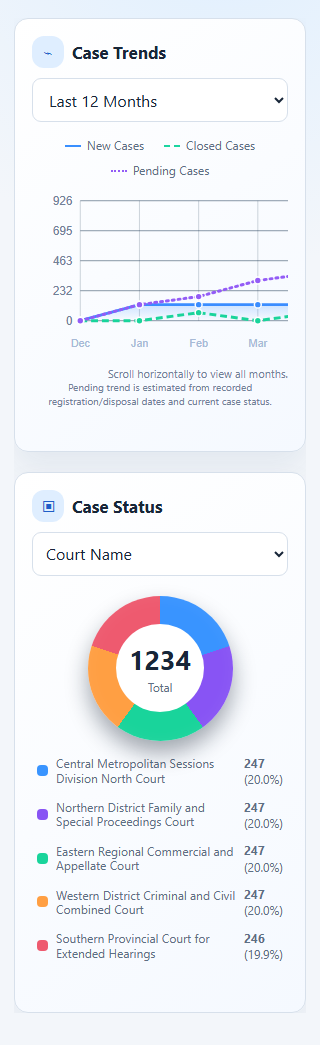 Case Trends
Last 12 Months
New Cases
Closed Cases
Pending Cases
926
695
463
232
0
Dec
Jan
Feb
Mar
Scroll horizontally to view all months.
Pending trend is estimated from recorded
registration/disposal dates and current case status.
Case Status
Court Name
1234
Total
Central Metropolitan Sessions
Division North Court
247
(20.0%)
Northern District Family and
Special Proceedings Court
247
(20.0%)
Eastern Regional Commercial and
Appellate Court
247
(20.0%)
Western District Criminal and Civil
Combined Court
247
(20.0%)
Southern Provincial Court for
Extended Hearings
246
(19.9%)